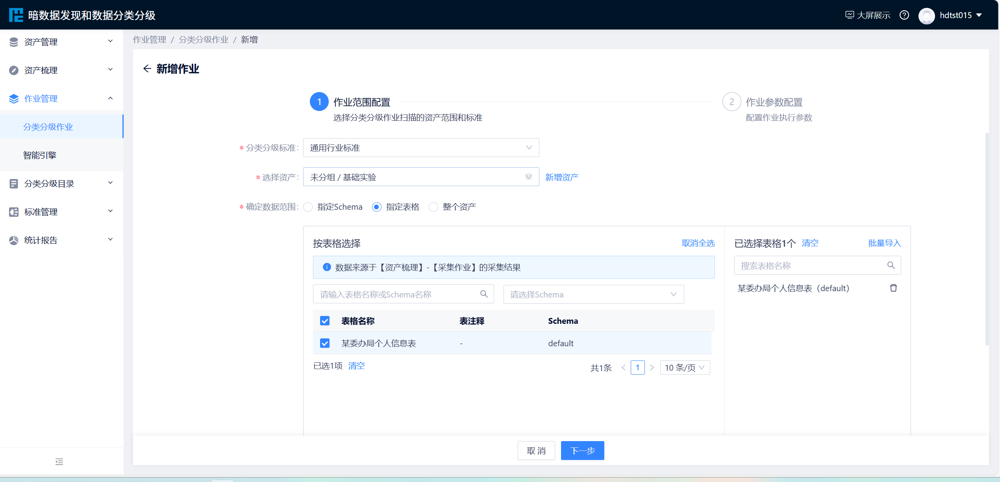 暗数据发现和数据分类分级
大屏展示
hdtst015
资产管理
资产梳理
作业管理
分类分级作业
智能引擎
分类分级目录
标准管理
统计报告
作业管理 / 分类分级作业 / 新增
新增作业
1 作业范围配置
选择分类分级作业扫描的资产范围和标准
2 作业参数配置
配置作业执行参数
* 分类分级标准: 通用行业标准
* 选择资产: 未分组 / 基础实验 新增资产
* 确定数据范围: 指定Schema 指定表格 整个资产
按表格选择 取消全选
数据来源于【资产梳理】-【采集作业】的采集结果
请输入表格名称或Schema名称 请选择Schema
表格名称 表注释 Schema
某委办局个人信息表 - default
已选1项 清空 共1条 < 1 > 10 条/页
已选择表格1个 清空 批量导入
搜索表格名称
某委办局个人信息表（default）
取 消 下一步